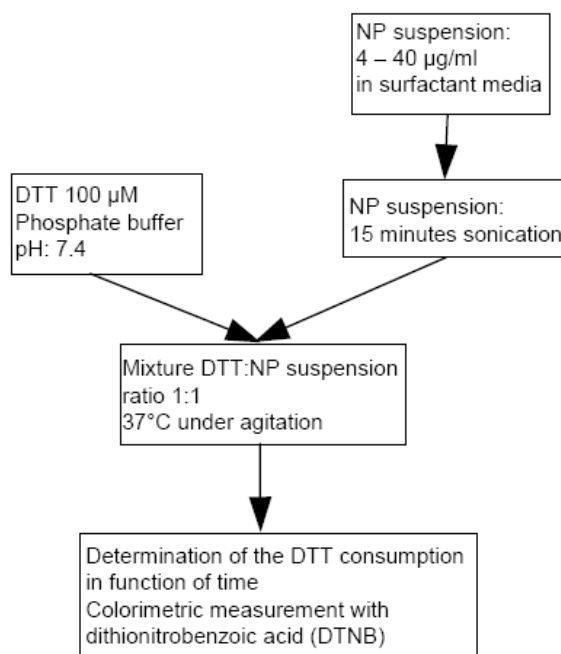 NP suspension:
4 – 40 µg/ml
in surfactant media
DTT 100 µM
Phosphate buffer
pH: 7.4
NP suspension:
15 minutes sonication
Mixture DTT:NP suspension
ratio 1:1
37°C under agitation
Determination of the DTT consumption
in function of time
Colorimetric measurement with
dithionitrobenzoic acid (DTNB)